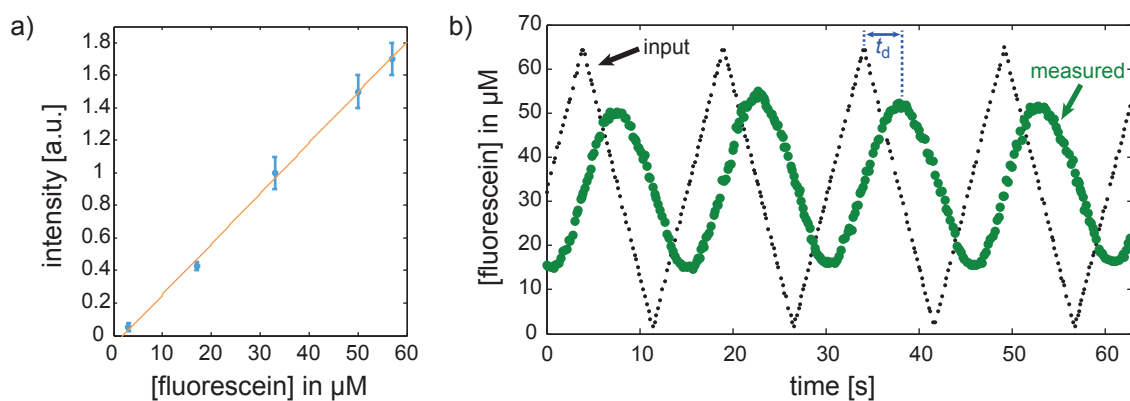 a)
intensity [a.u.]
1.8
1.6
1.4
1.2
1.0
0.8
0.6
0.4
0.2
0
0 10 20 30 40 50 60
[fluorescein] in µM
b)
[fluorescein] in µM
70
60
50
40
30
20
10
0
input
td
measured
0 10 20 30 40 50 60
time [s]